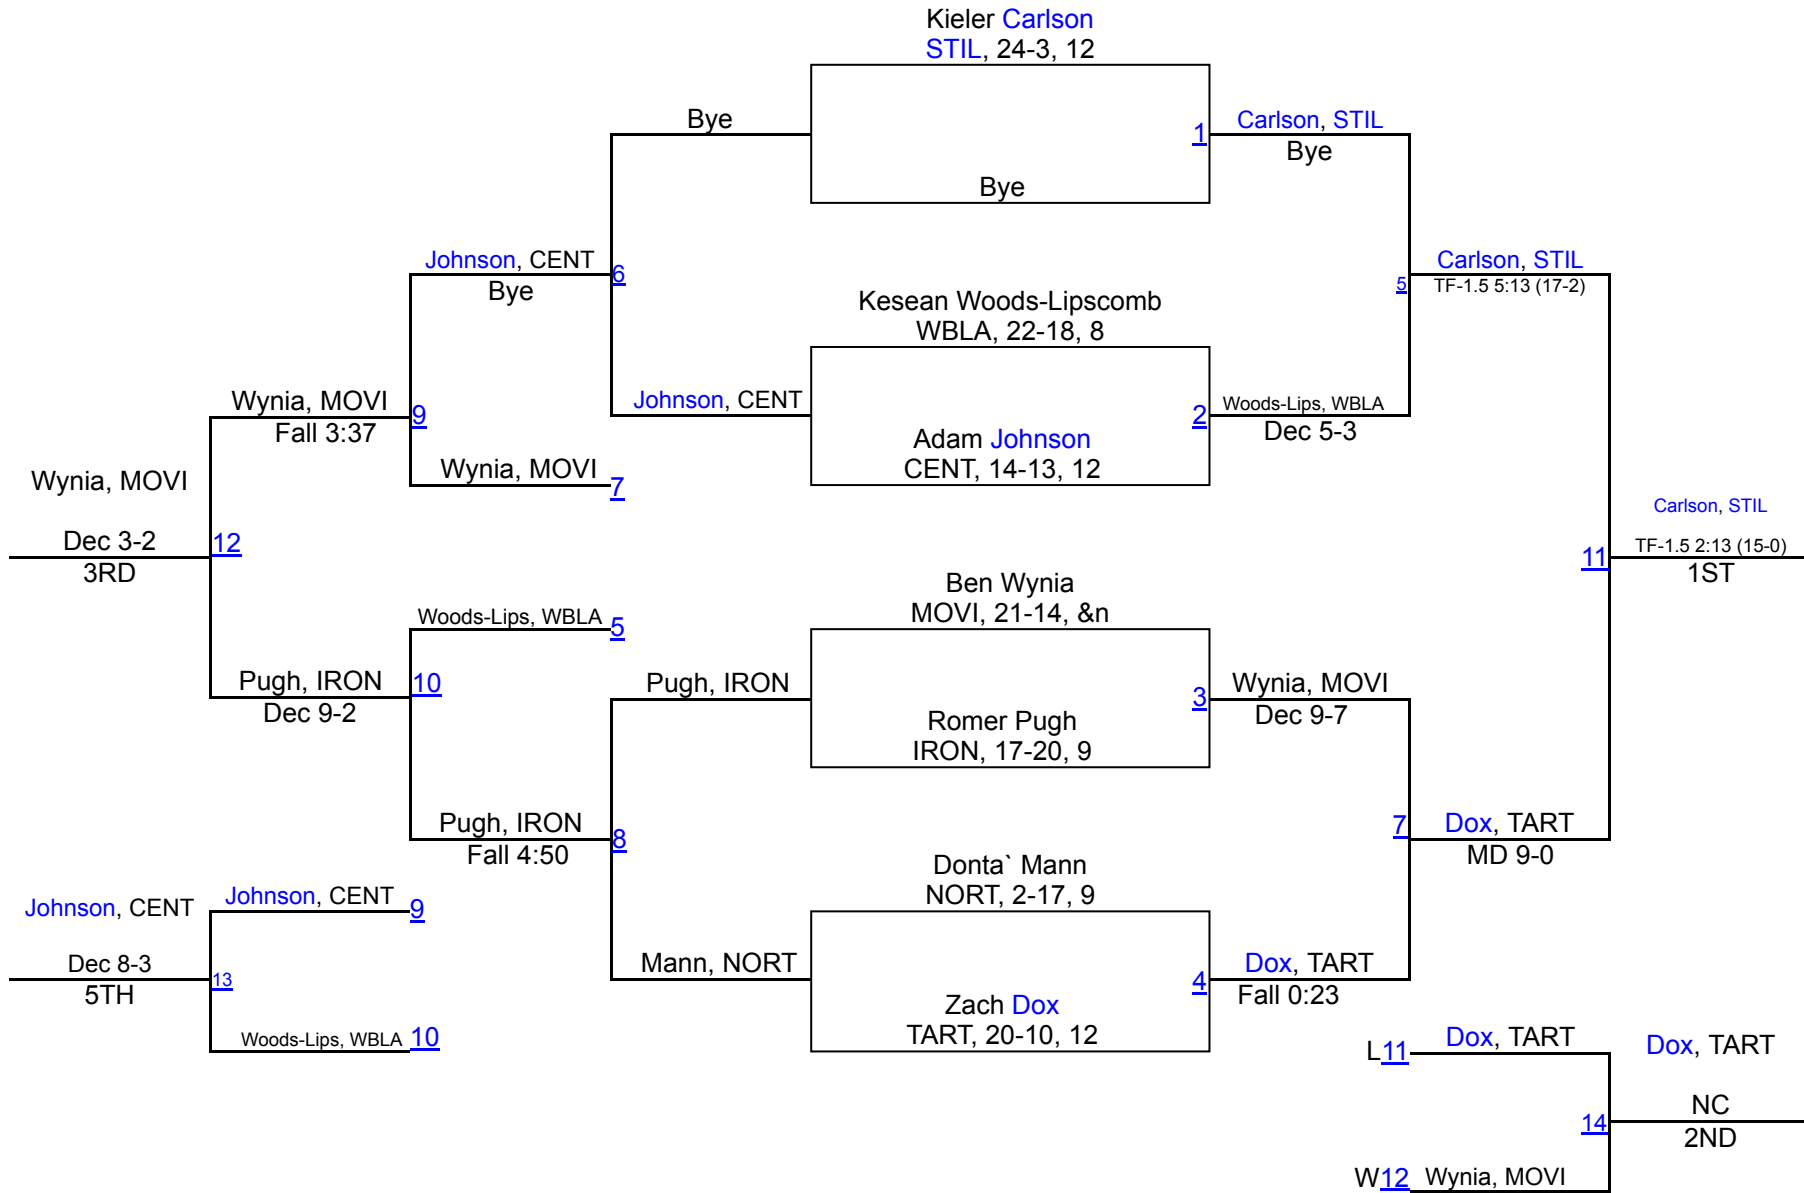 Kieler Carlson
STIL, 24-3, 12
Bye
1
Carlson, STIL
Bye
Bye
Johnson, CENT
Bye
6
Carlson, STIL
TF-1.5 5:13 (17-2)
5
Kesean Woods-Lipscomb
WBLA, 22-18, 8
Wynia, MOVI
Fall 3:37
9
Johnson, CENT
2
Woods-Lips, WBLA
Dec 5-3
Adam Johnson
CENT, 14-13, 12
Wynia, MOVI
7
Wynia, MOVI
Dec 3-2
3RD
12
Carlson, STIL
TF-1.5 2:13 (15-0)
1ST
11
Ben Wynia
MOVI, 21-14, &n
Woods-Lips, WBLA
5
Pugh, IRON
Dec 9-2
10
Pugh, IRON
3
Wynia, MOVI
Dec 9-7
Romer Pugh
IRON, 17-20, 9
Pugh, IRON
Fall 4:50
8
7
Dox, TART
MD 9-0
Donta` Mann
NORT, 2-17, 9
Johnson, CENT
Johnson, CENT
9
Dec 8-3
5TH
13
Mann, NORT
4
Dox, TART
Fall 0:23
Zach Dox
TART, 20-10, 12
Woods-Lips, WBLA
10
L11
Dox, TART
Dox, TART
NC
2ND
14
W12
Wynia, MOVI